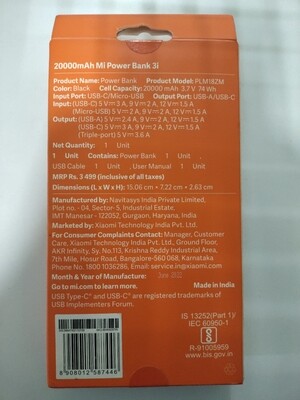 20000mAh Mi Power Bank 3i
Product Name: Power Bank Product Model: PLM18ZM
Color: Black Cell Capacity: 20000 mAh 3.7 V 74 Wh
Input Port: USB-C/Micro-USB Output Port: USB-A/USB-C
Input: (USB-C) 5 V⎓3 A, 9 V⎓2 A, 12 V⎓1.5 A
(Micro-USB) 5 V⎓2 A, 9 V⎓2 A, 12 V⎓1.5 A
Output: (USB-A) 5 V⎓2.4 A, 9 V⎓2 A, 12 V⎓1.5 A
(USB-C) 5 V⎓3 A, 9 V⎓2 A, 12 V⎓1.5 A
(Triple-port) 5 V⎓3.6 A
Net Quantity: 1 Unit
1 Unit Contains: Power Bank 1 Unit,
USB Cable 1 Unit, User Manual 1 Unit
MRP Rs. 3 499 (inclusive of all taxes)
Dimensions (L x W x H): 15.06 cm × 7.22 cm × 2.63 cm
Manufactured by: Navitasys India Private Limited,
Plot no. - 04, Sector-5, Industrial Estate,
IMT Manesar - 122052, Gurgaon, Haryana, India
Marketed by: Xiaomi Technology India Pvt. Ltd.
For Consumer Complaints Contact: Manager, Customer
Care, Xiaomi Technology India Pvt. Ltd., Ground Floor,
AKR Infinity, Sy. No.113, Krishna Reddy Industrial Area,
7th Mile, Hosur Road, Bangalore-560 068, Karnataka
Phone No. 1800 1036286, Email: service.in@xiaomi.com
Month & Year of Manufacture:
Go to mi.com to learn more. Made in India
USB Type-C® and USB-C® are registered trademarks of
USB Implementers Forum.
IS 13252(Part 1)/
IEC 60950-1
R-91005959
www.bis.gov.in
8 908012 587446